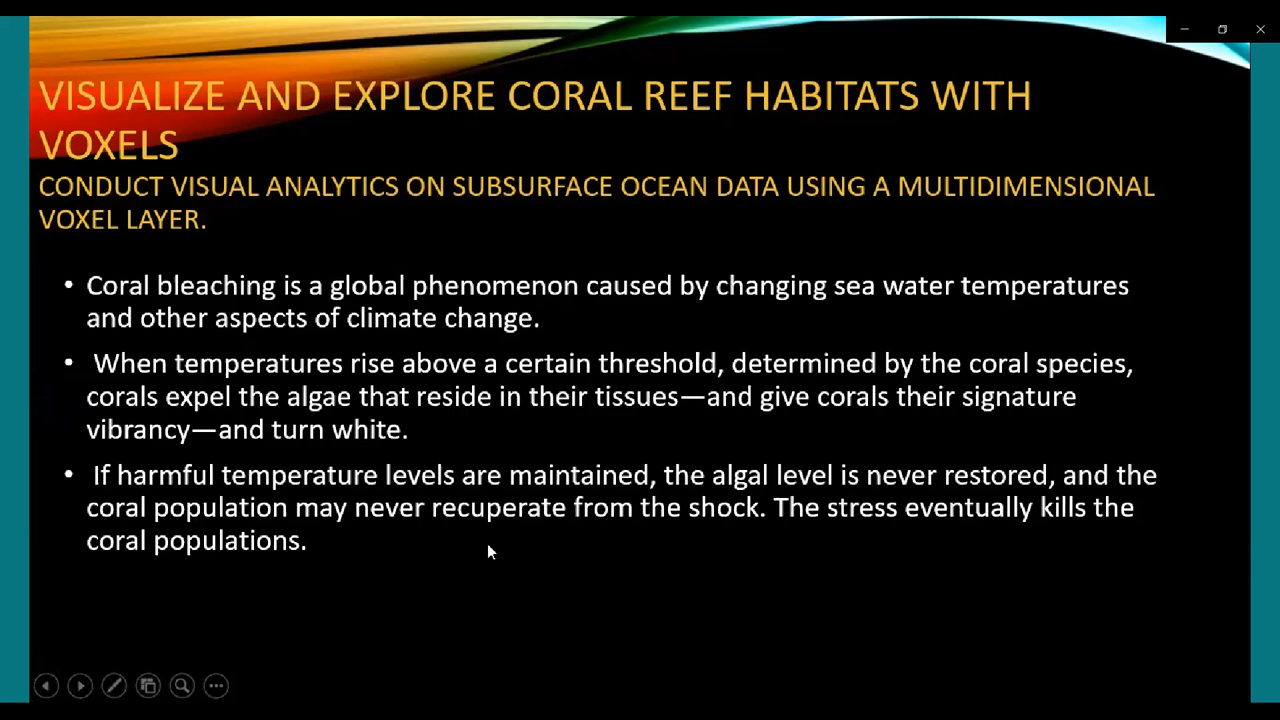 VISUALIZE AND EXPLORE CORAL REEF HABITATS WITH
VOXELS
CONDUCT VISUAL ANALYTICS ON SUBSURFACE OCEAN DATA USING A MULTIDIMENSIONAL
VOXEL LAYER.
• Coral bleaching is a global phenomenon caused by changing sea water temperatures
and other aspects of climate change.
• When temperatures rise above a certain threshold, determined by the coral species,
corals expel the algae that reside in their tissues—and give corals their signature
vibrancy—and turn white.
• If harmful temperature levels are maintained, the algal level is never restored, and the
coral population may never recuperate from the shock. The stress eventually kills the
coral populations.